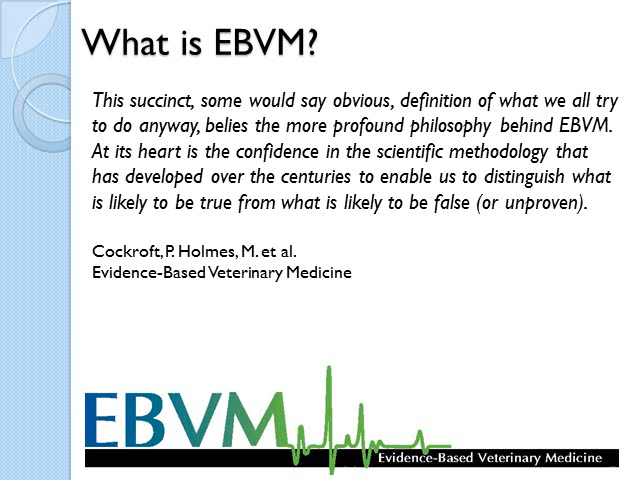 What is EBVM?
This succinct, some would say obvious, definition of what we all try
to do anyway, belies the more profound philosophy behind EBVM.
At its heart is the confidence in the scientific methodology that
has developed over the centuries to enable us to distinguish what
is likely to be true from what is likely to be false (or unproven).
Cockroft, P. Holmes, M. et al.
Evidence-Based Veterinary Medicine
EBVM
Evidence-Based Veterinary Medicine